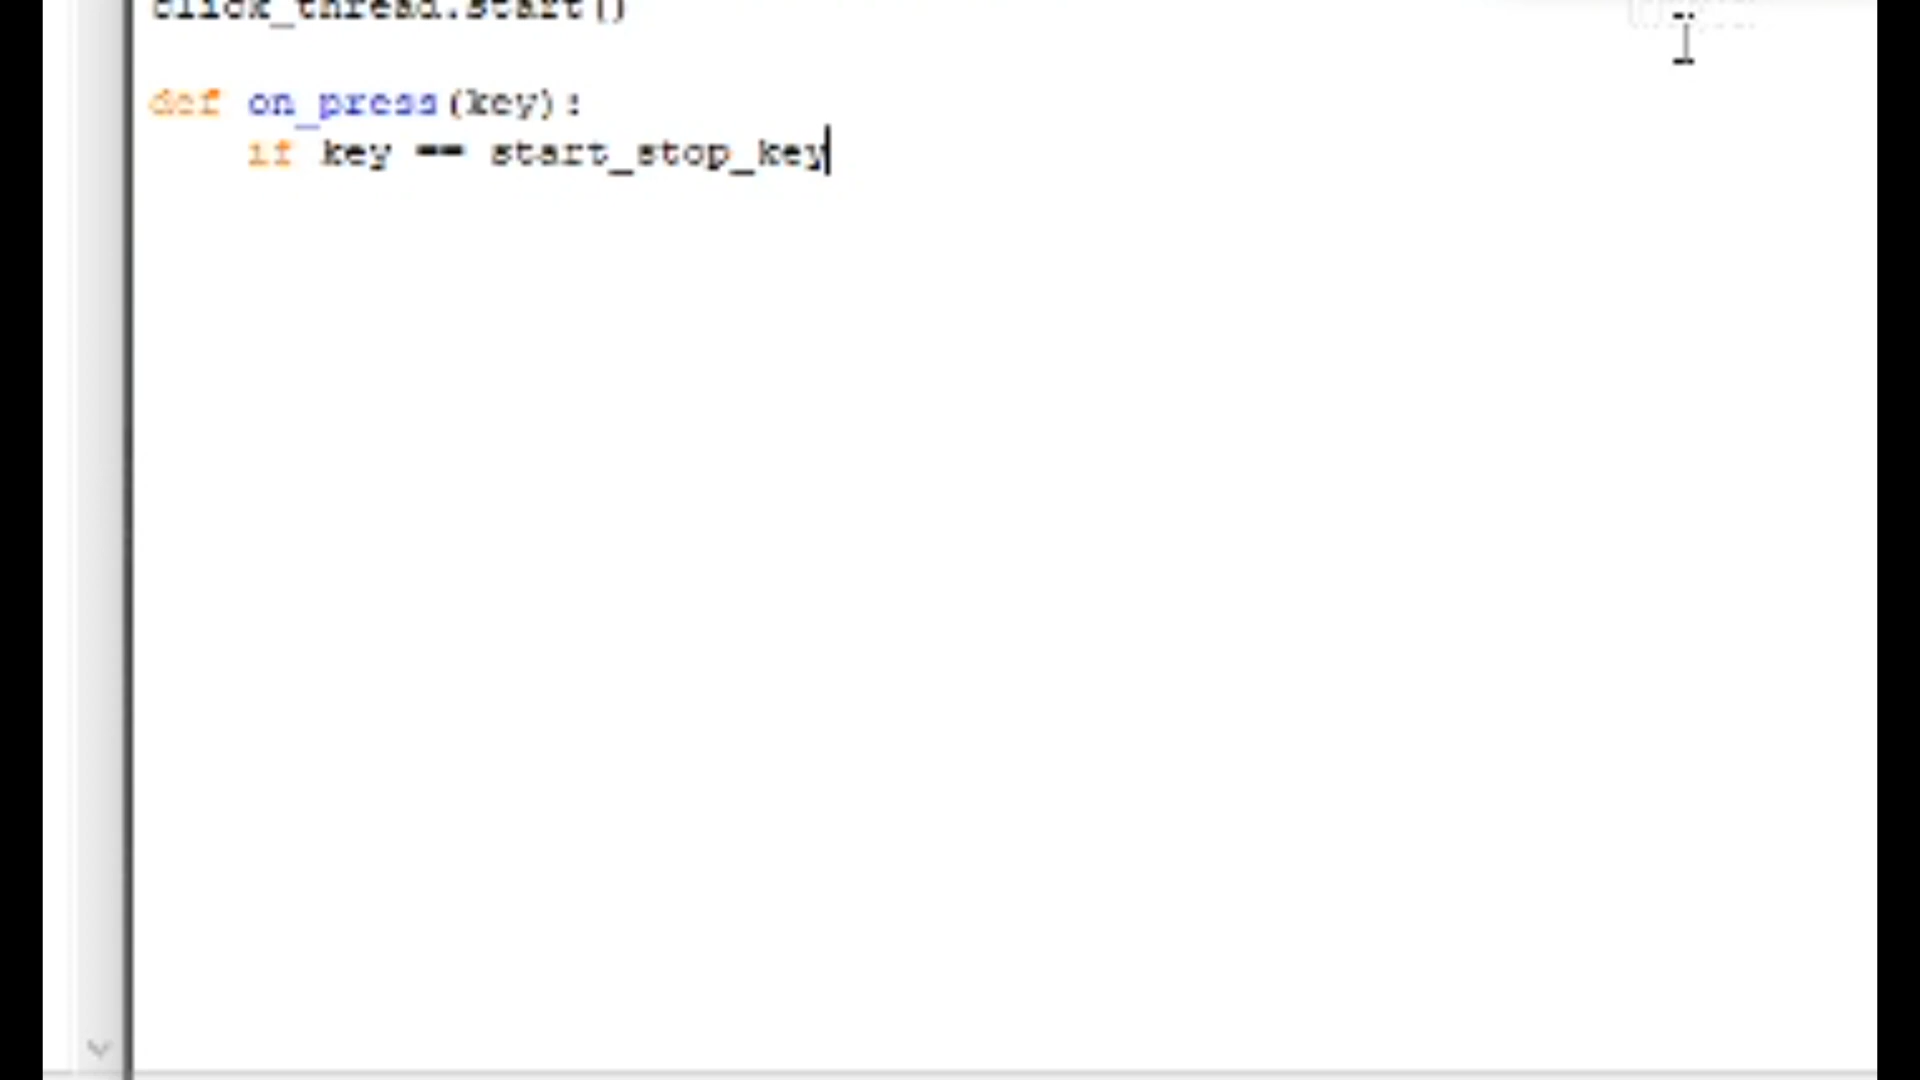 click_thread.start()
def on_press(key):
if key == start_stop_key